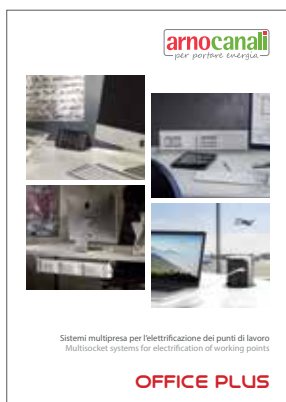 arnocanali
per portare energia
Sistemi multipresa per l'elettrificazione dei punti di lavoro
Multisocket systems for electrification of working points
OFFICE PLUS